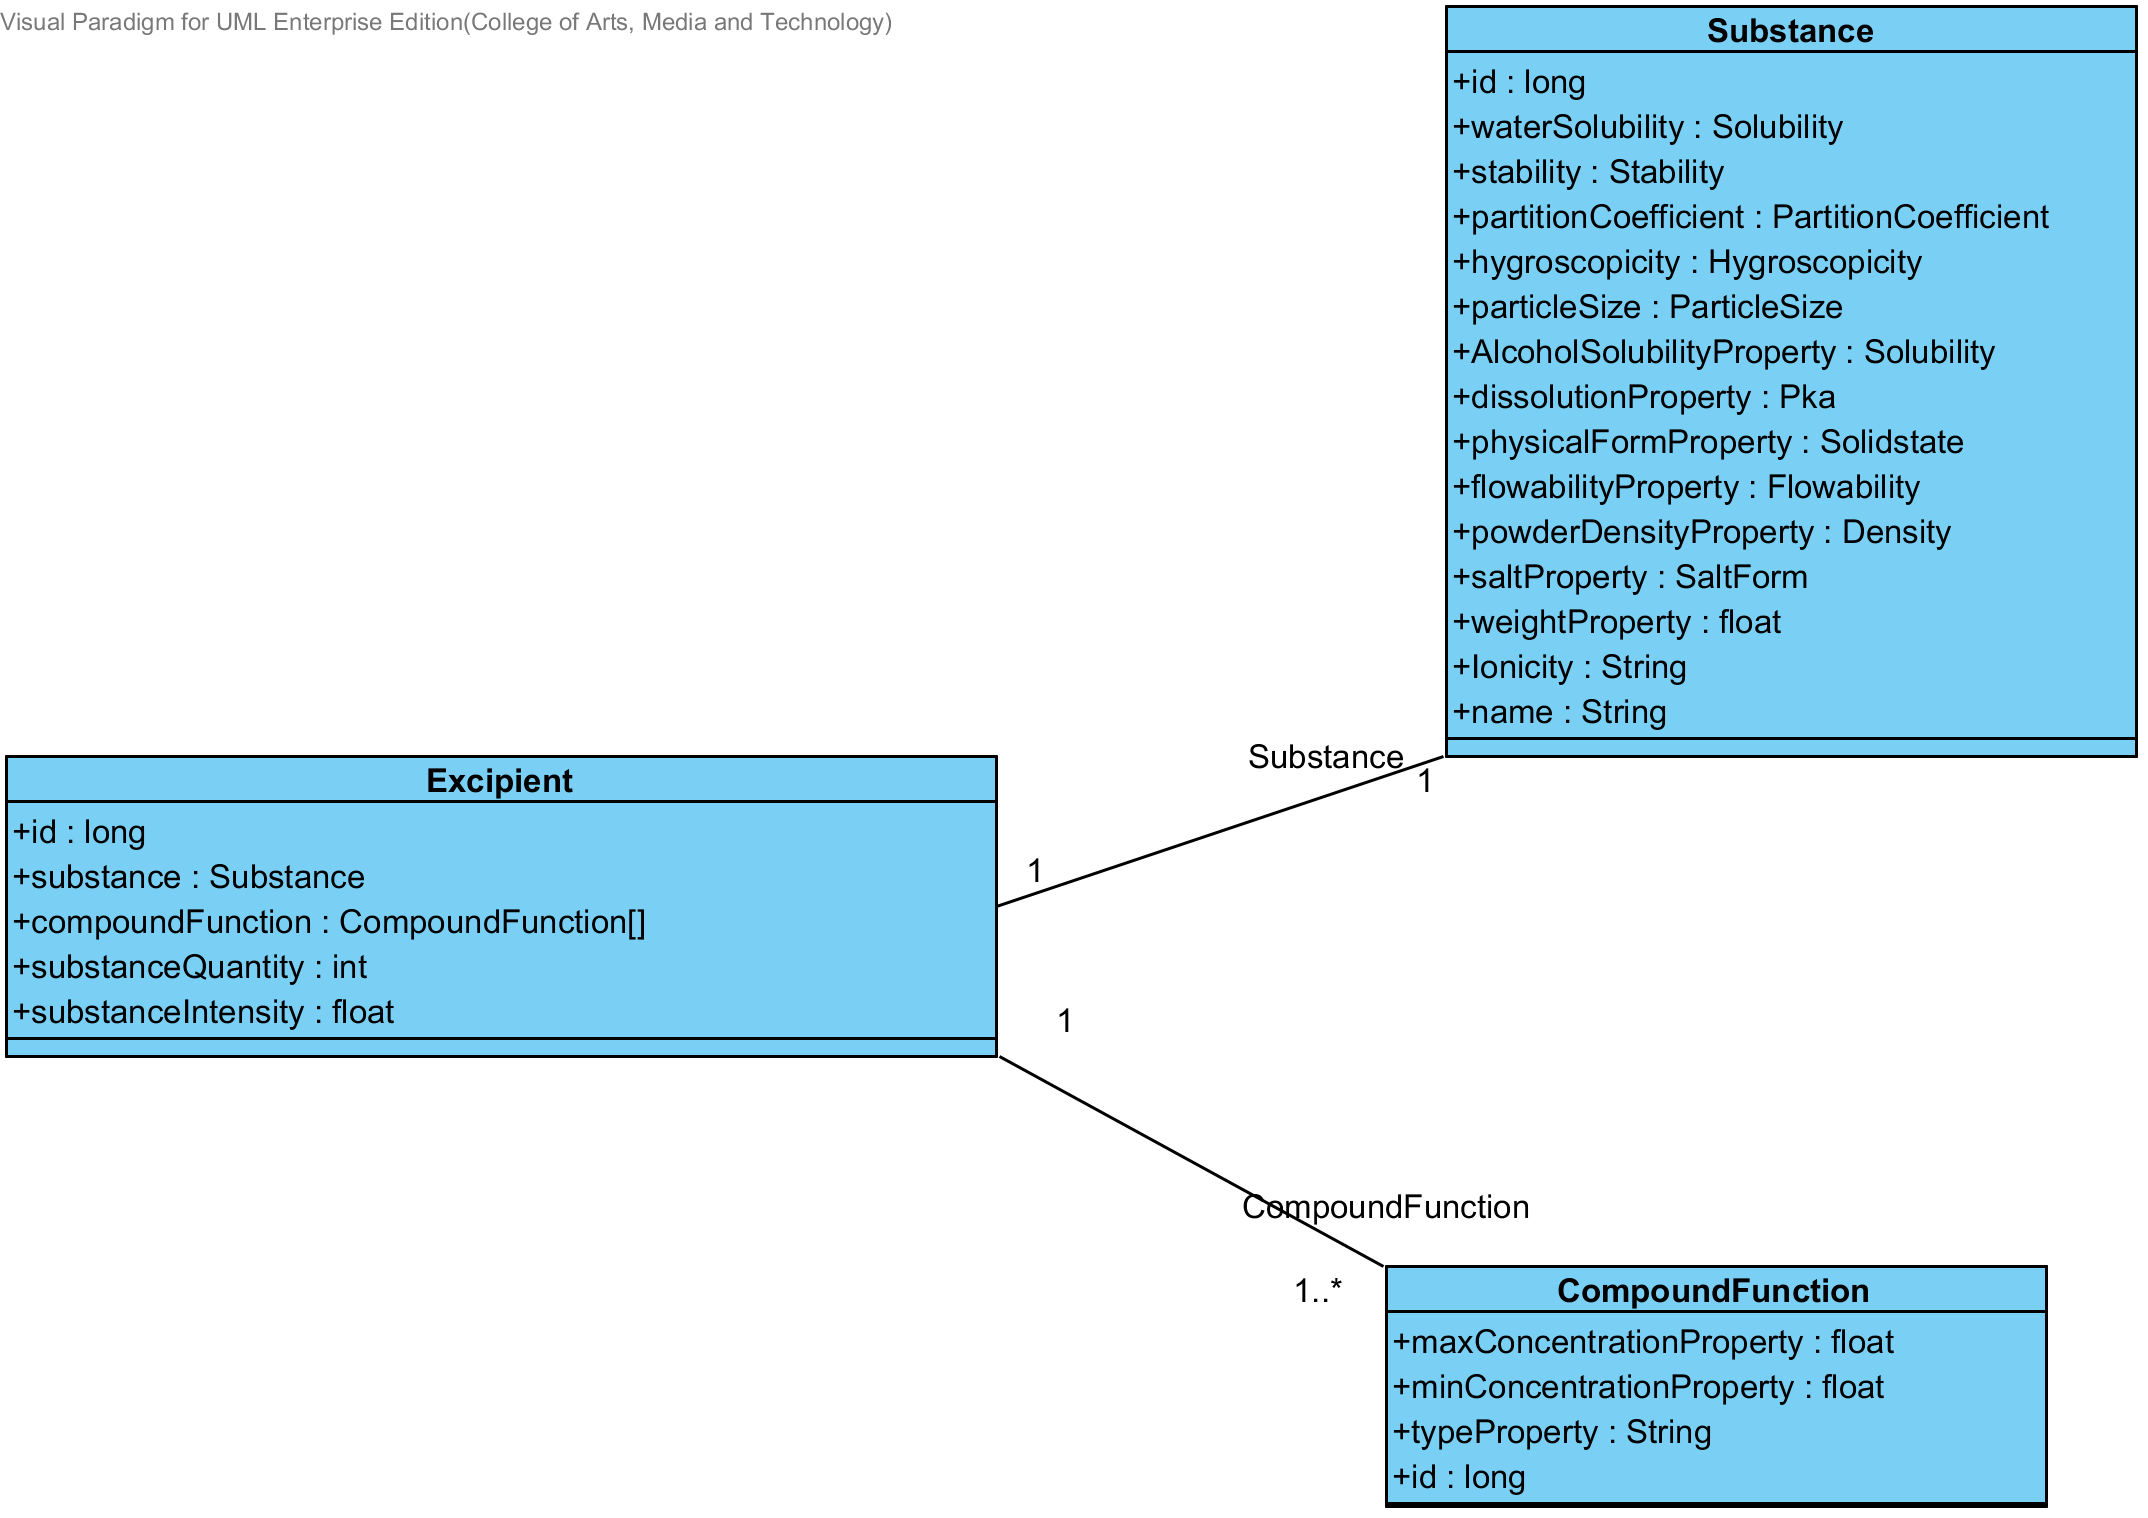 Visual Paradigm for UML Enterprise Edition(College of Arts, Media and Technology)
Substance
+id : long
+waterSolubility : Solubility
+stability : Stability
+partitionCoefficient : PartitionCoefficient
+hygroscopicity : Hygroscopicity
+particleSize : ParticleSize
+AlcoholSolubilityProperty : Solubility
+dissolutionProperty : Pka
+physicalFormProperty : Solidstate
+flowabilityProperty : Flowability
+powderDensityProperty : Density
+saltProperty : SaltForm
+weightProperty : float
+Ionicity : String
+name : String
Substance
1
1
Excipient
+id : long
+substance : Substance
+compoundFunction : CompoundFunction[]
+substanceQuantity : int
+substanceIntensity : float
1
CompoundFunction
1..*
CompoundFunction
+maxConcentrationProperty : float
+minConcentrationProperty : float
+typeProperty : String
+id : long